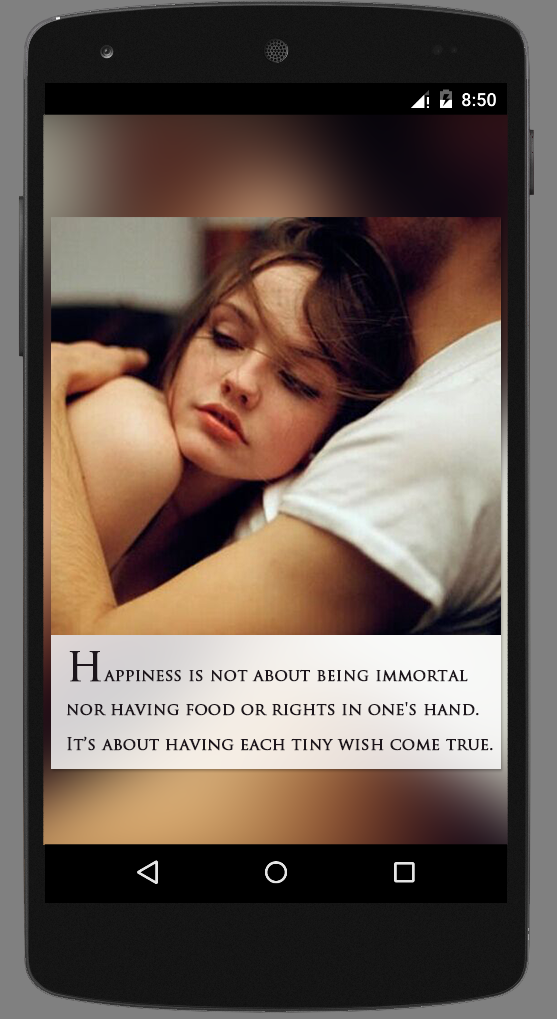 8:50
Happiness is not about being immortal
nor having food or rights in one's hand.
It's about having each tiny wish come true.